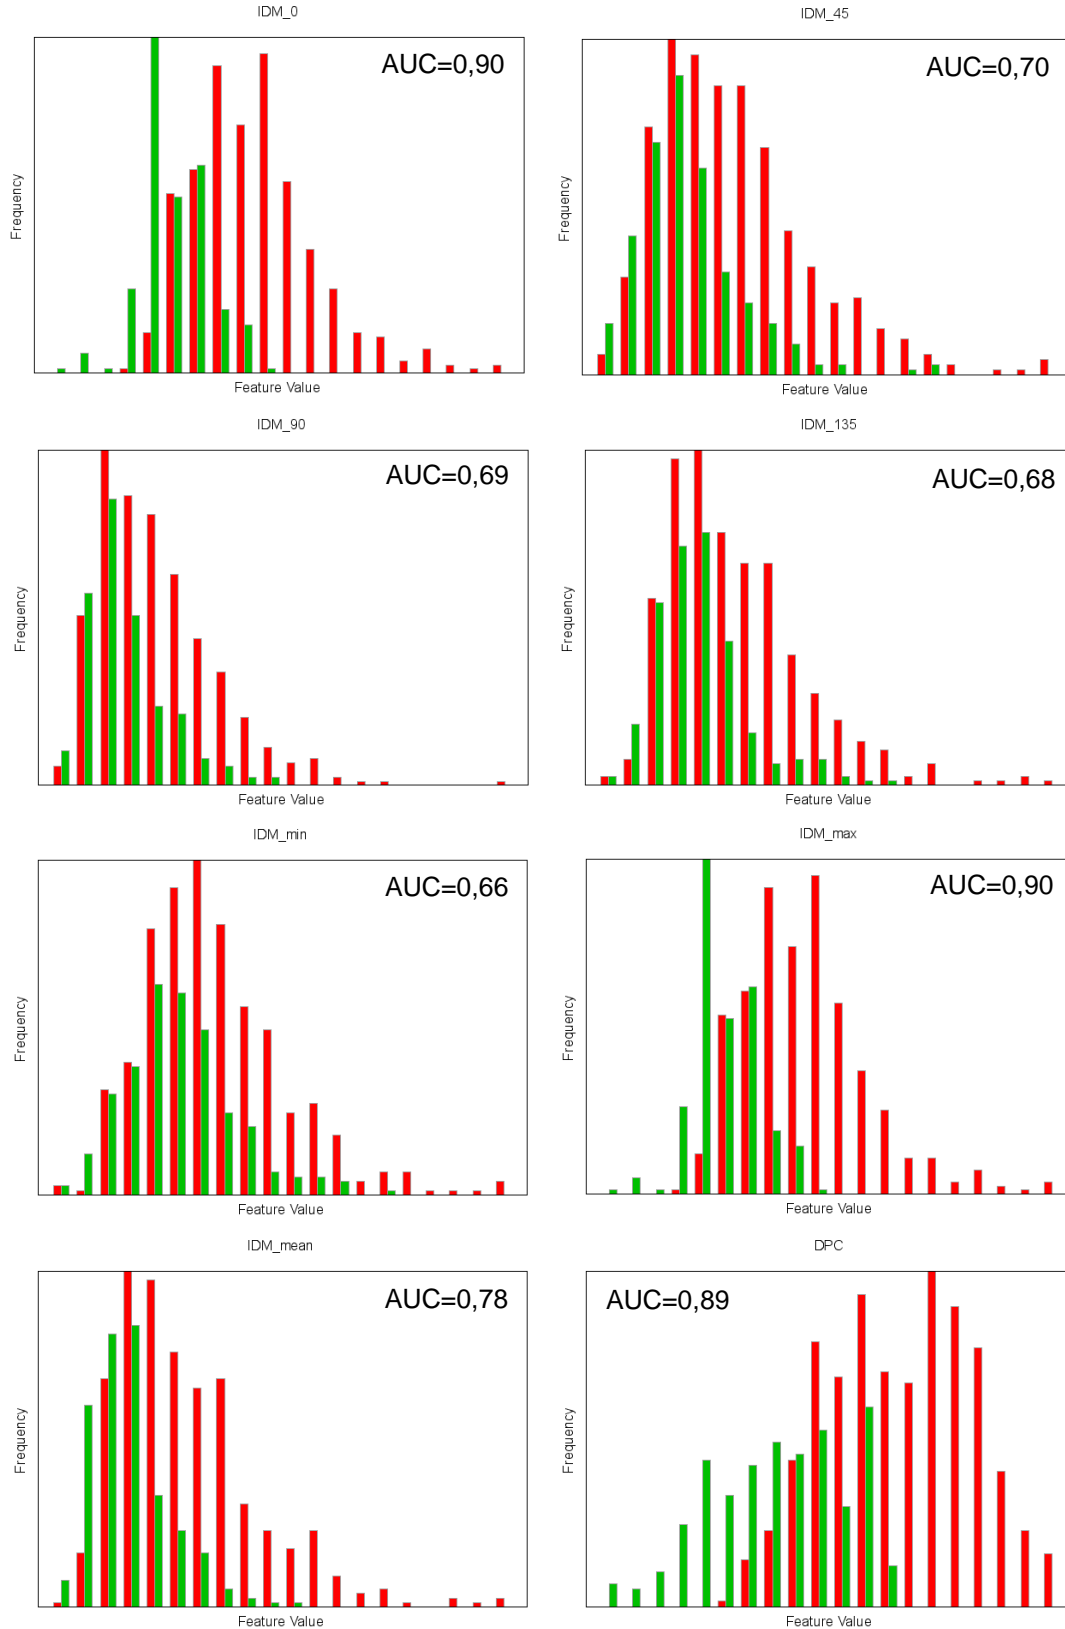 IDM_0
AUC=0,90
Frequency
Feature Value
IDM_45
AUC=0,70
Frequency
Feature Value
IDM_90
AUC=0,69
Frequency
Feature Value
IDM_135
AUC=0,68
Frequency
Feature Value
IDM_min
AUC=0,66
Frequency
Feature Value
IDM_max
AUC=0,90
Frequency
Feature Value
IDM_mean
AUC=0,78
Frequency
Feature Value
DPC
AUC=0,89
Frequency
Feature Value